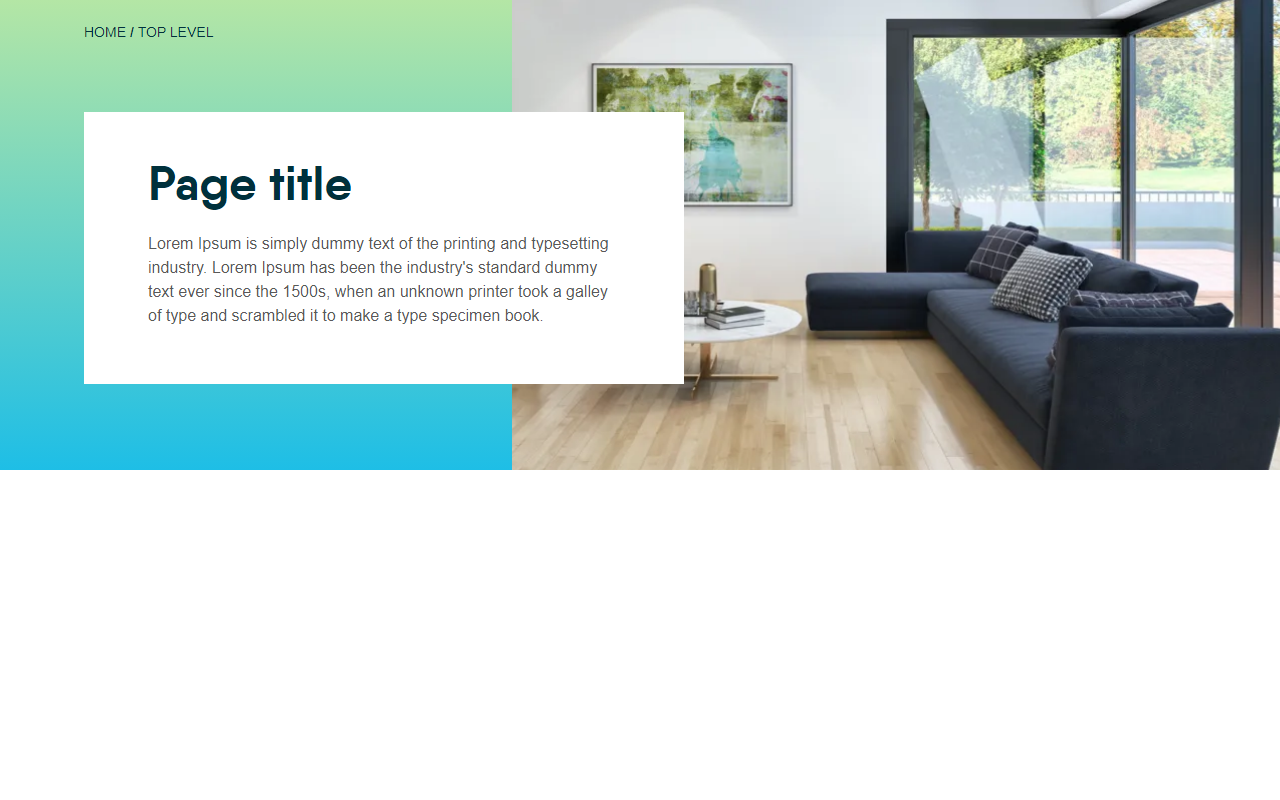 HOME / TOP LEVEL
Page title
Lorem Ipsum is simply dummy text of the printing and typesetting
industry. Lorem Ipsum has been the industry's standard dummy
text ever since the 1500s, when an unknown printer took a galley
of type and scrambled it to make a type specimen book.